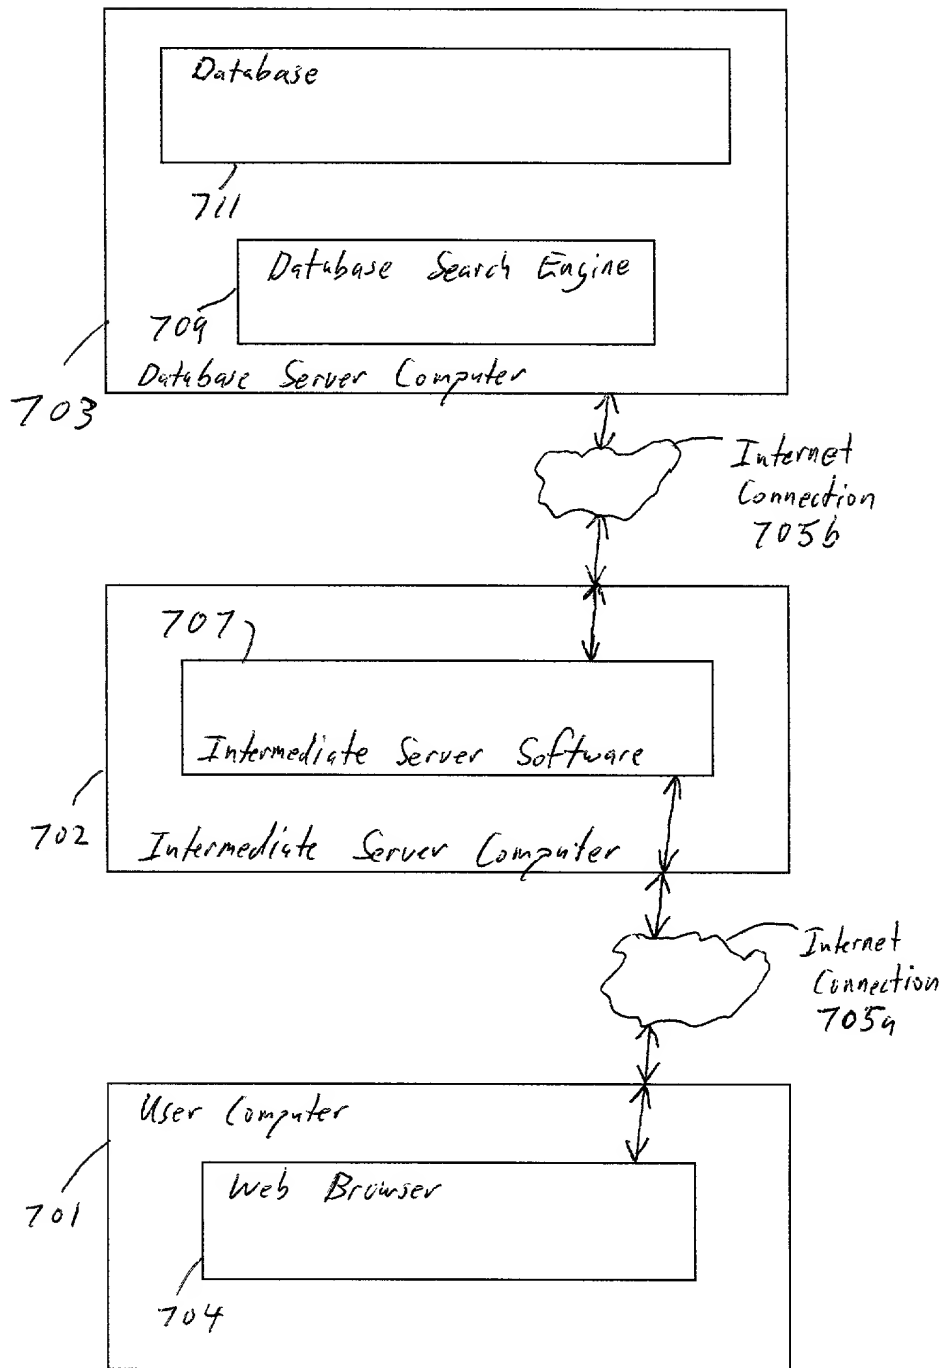 Database
711
Database Search Engine
709
Database Server Computer
703
Internet
Connection
705b
707
Intermediate Server Software
702
Intermediate Server Computer
Internet
Connection
705a
User Computer
Web Browser
701
704